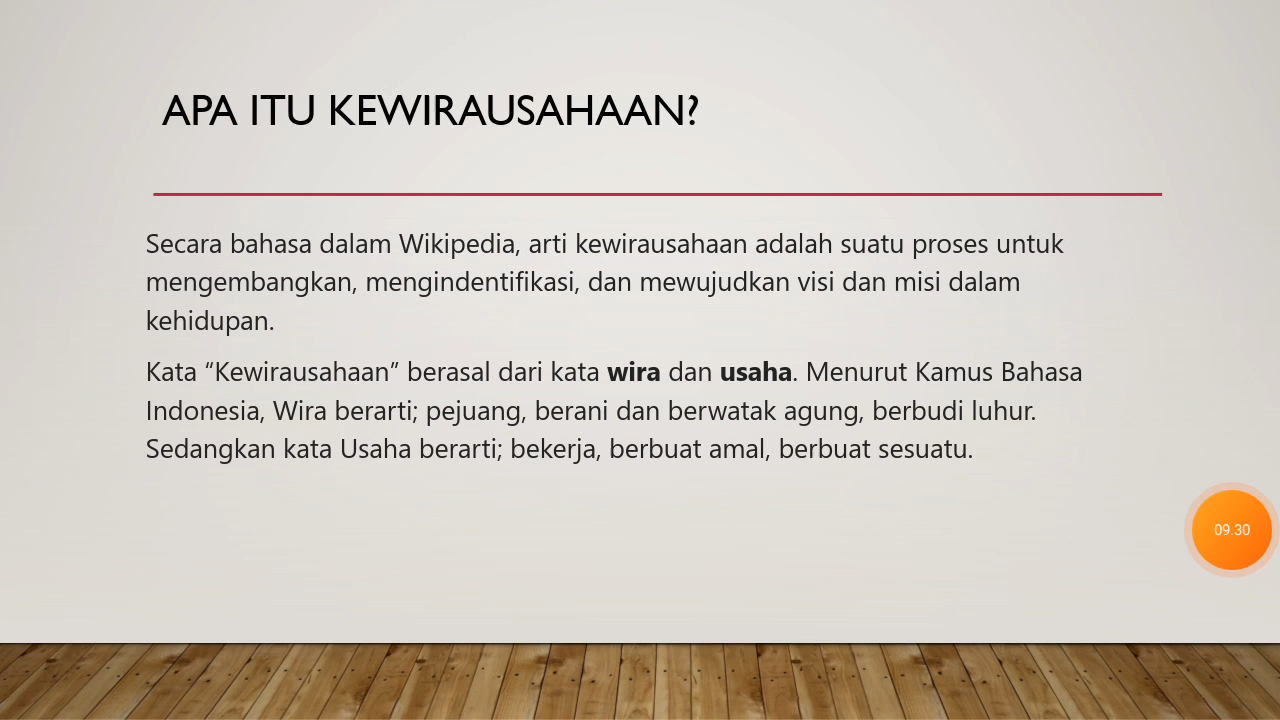 APA ITU KEWIRAUSAHAAN?
Secara bahasa dalam Wikipedia, arti kewirausahaan adalah suatu proses untuk
mengembangkan, mengindentifikasi, dan mewujudkan visi dan misi dalam
kehidupan.
Kata “Kewirausahaan” berasal dari kata wira dan usaha. Menurut Kamus Bahasa
Indonesia, Wira berarti; pejuang, berani dan berwatak agung, berbudi luhur.
Sedangkan kata Usaha berarti; bekerja, berbuat amal, berbuat sesuatu.
09.30